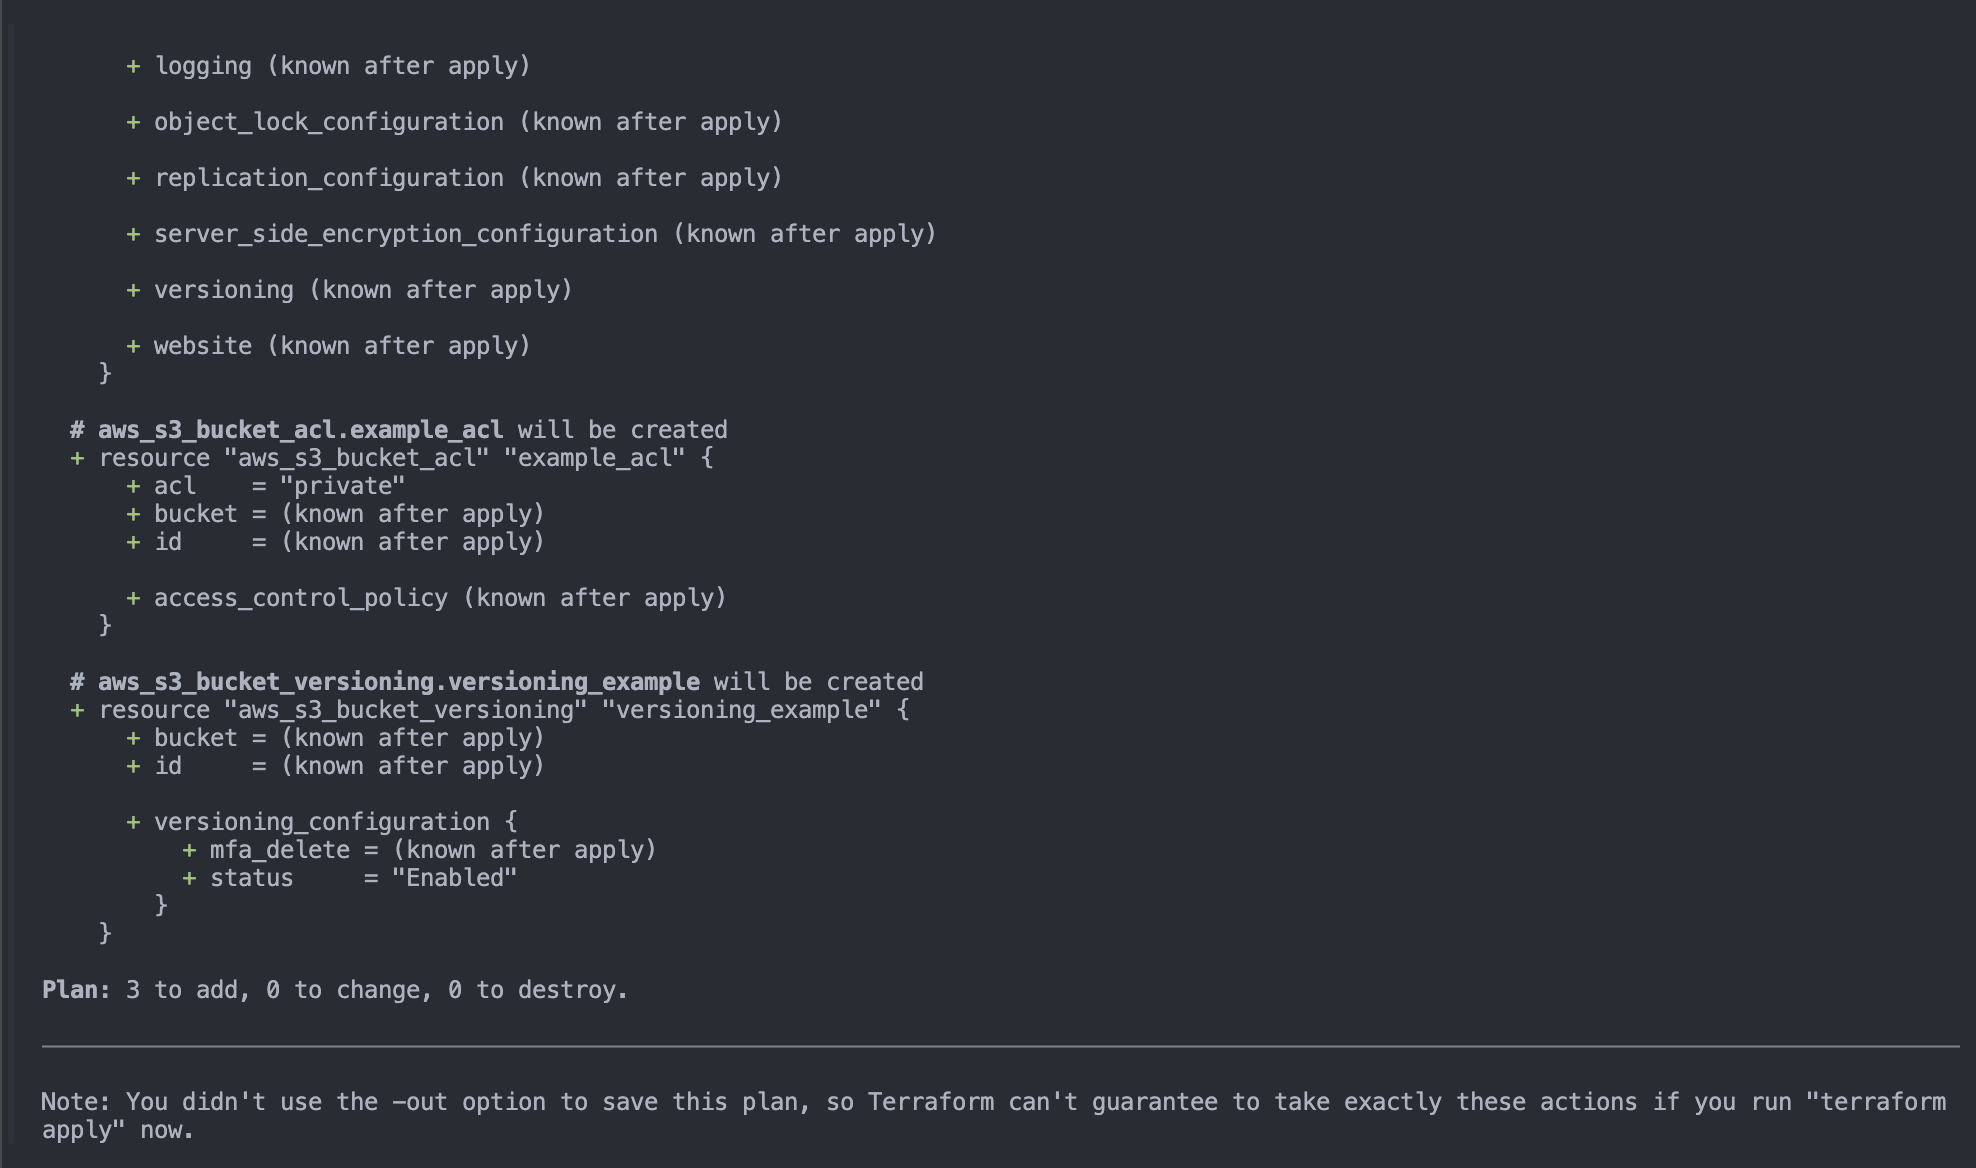 + logging (known after apply)
+ object_lock_configuration (known after apply)
+ replication_configuration (known after apply)
+ server_side_encryption_configuration (known after apply)
+ versioning (known after apply)
+ website (known after apply)
}
# aws_s3_bucket_acl.example_acl will be created
+ resource "aws_s3_bucket_acl" "example_acl" {
+ acl    = "private"
+ bucket = (known after apply)
+ id     = (known after apply)
+ access_control_policy (known after apply)
}
# aws_s3_bucket_versioning.versioning_example will be created
+ resource "aws_s3_bucket_versioning" "versioning_example" {
+ bucket = (known after apply)
+ id     = (known after apply)
+ versioning_configuration {
+ mfa_delete = (known after apply)
+ status     = "Enabled"
}
}
Plan: 3 to add, 0 to change, 0 to destroy.
Note: You didn't use the -out option to save this plan, so Terraform can't guarantee to take exactly these actions if you run "terraform
apply" now.